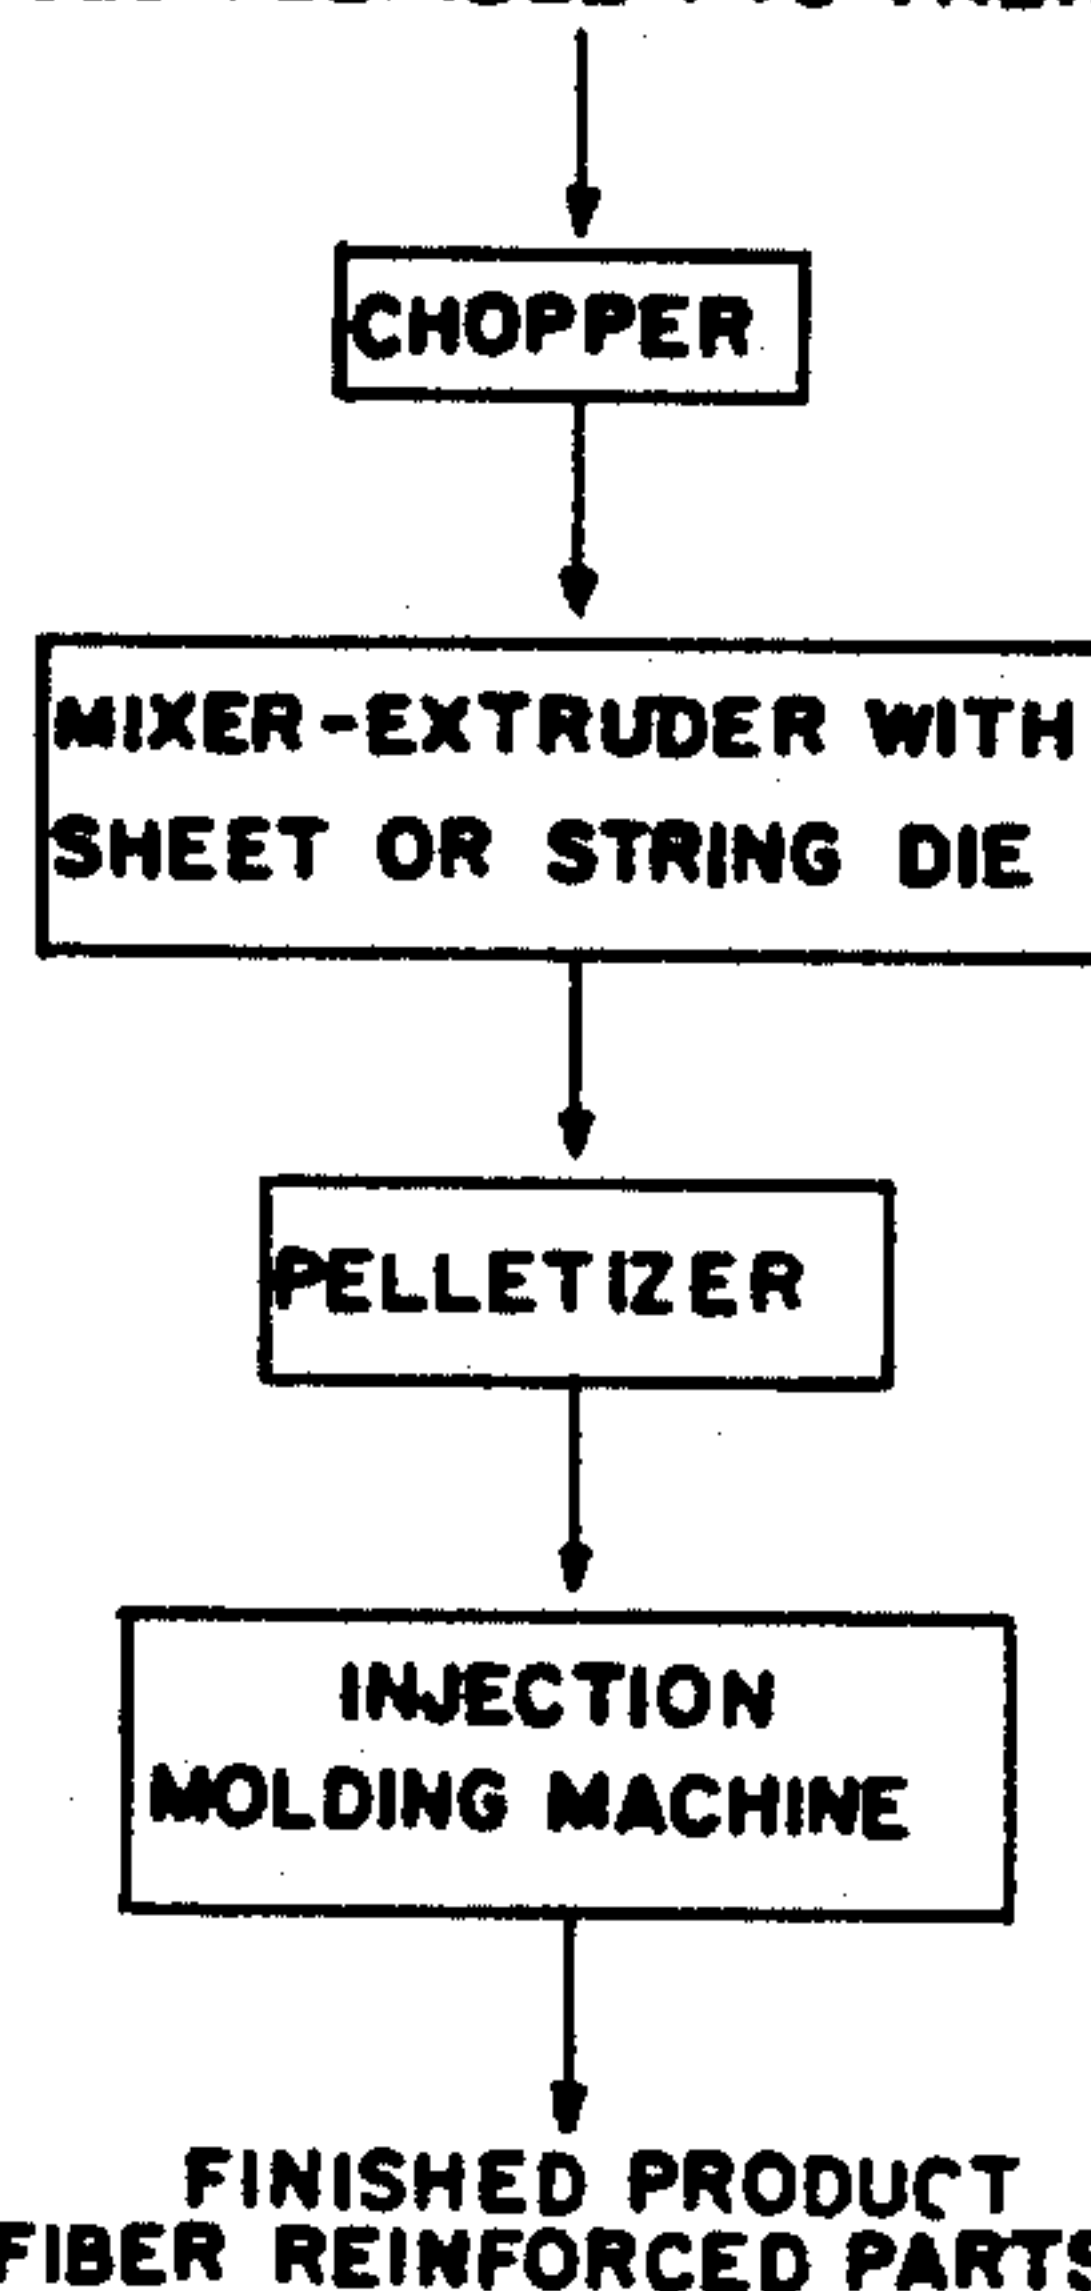 CHOPPER
MIXER-EXTRUDER WITH
SHEET OR STRING DIE
PELLETIZER
INJECTION
MOLDING MACHINE
FINISHED PRODUCT
FIBER REINFORCED PARTS